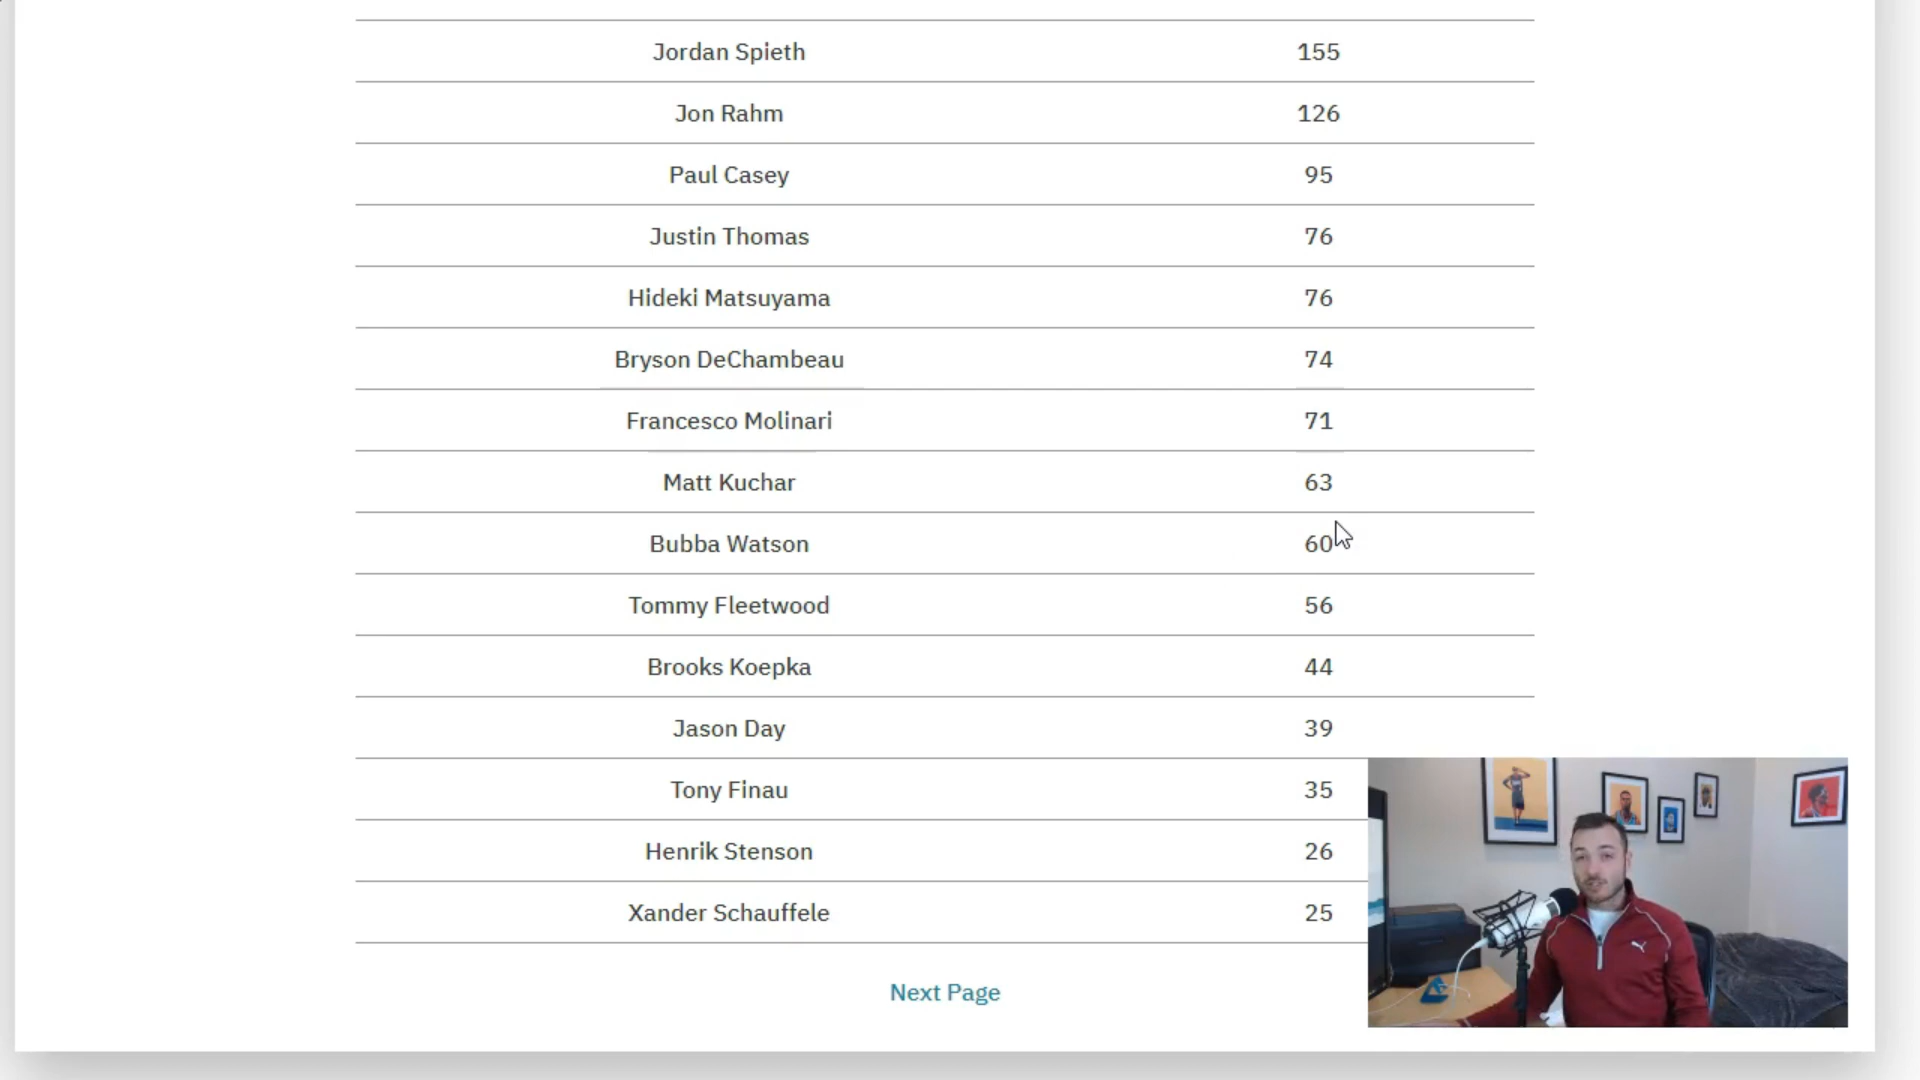 Jordan Spieth 155
Jon Rahm 126
Paul Casey 95
Justin Thomas 76
Hideki Matsuyama 76
Bryson DeChambeau 74
Francesco Molinari 71
Matt Kuchar 63
Bubba Watson 60
Tommy Fleetwood 56
Brooks Koepka 44
Jason Day 39
Tony Finau 35
Henrik Stenson 26
Xander Schauffele 25
Next Page